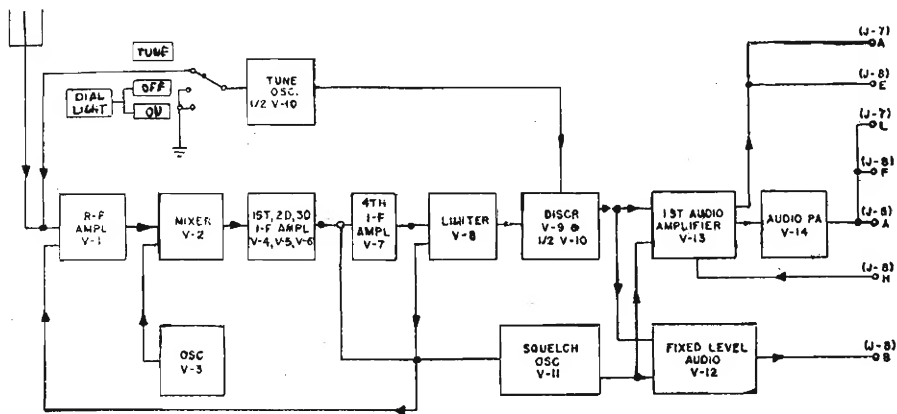 (J-7)
A
(J-8)
E
(J-7)
L
(J-8)
F
(J-8)
A
(J-8)
H
(J-8)
B
TUNE
DIAL
LIGHT
OFF
ON
TUNE
OSC.
1/2 V-10
R-F
AMPL
V-1
MIXER
V-2
1ST, 2D, 3D
I-F AMPL
V-4, V-5, V-6
4TH
I-F
AMPL
V-7
LIMITER
V-8
DISCR
V-9 &
1/2 V-10
1ST AUDIO
AMPLIFIER
V-13
AUDIO PA
V-14
OSC
V-3
SQUELCH
OSC
V-11
FIXED LEVEL
AUDIO
V-12